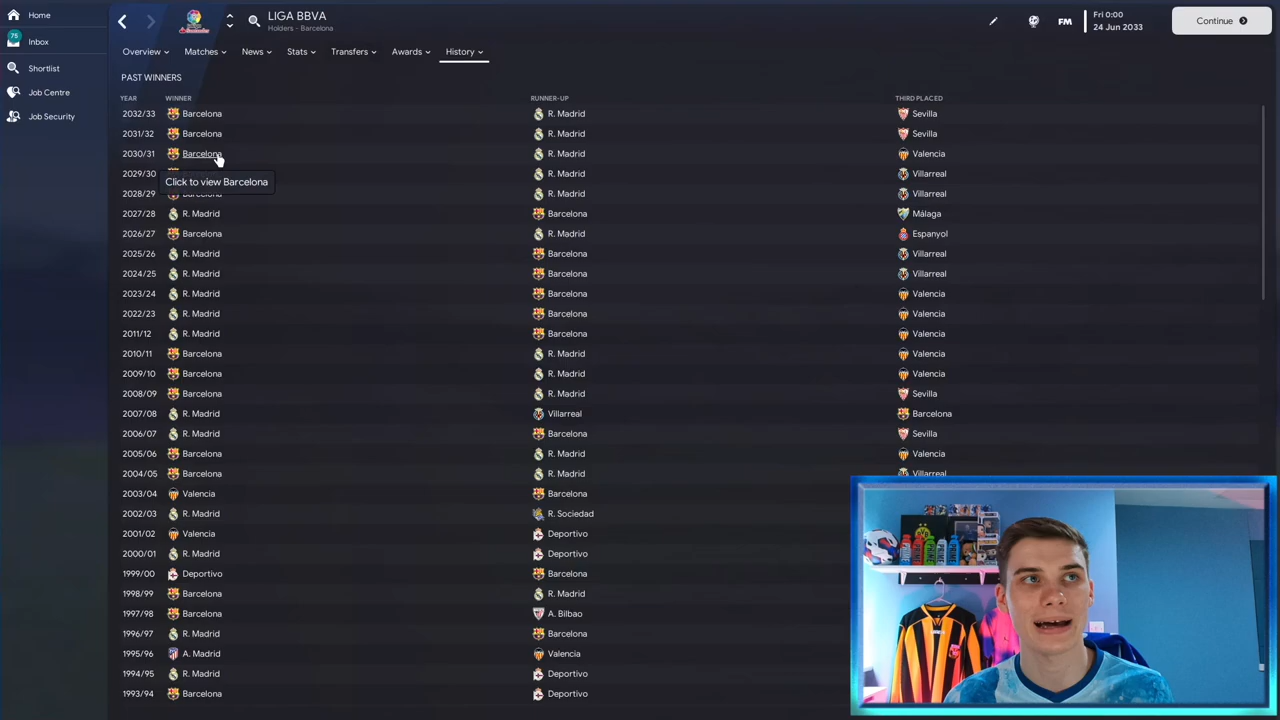 Home
LIGA BBVA
Holders - Barcelona
FM
Fri 0:00
24 Jun 2033
Continue
75
Inbox
Overview Matches News Stats Transfers Awards History
Shortlist
PAST WINNERS
Job Centre
YEAR WINNER RUNNER-UP THIRD PLACED
2032/33 Barcelona R. Madrid Sevilla
Job Security
2031/32 Barcelona R. Madrid Sevilla
2030/31 Barcelona R. Madrid Valencia
2029/30 R. Madrid Villarreal
Click to view Barcelona
2028/29 Barcelona R. Madrid Villarreal
2027/28 R. Madrid Barcelona Málaga
2026/27 Barcelona R. Madrid Espanyol
2025/26 R. Madrid Barcelona Villarreal
2024/25 R. Madrid Barcelona Villarreal
2023/24 R. Madrid Barcelona Valencia
2022/23 R. Madrid Barcelona Valencia
2011/12 R. Madrid Barcelona Valencia
2010/11 Barcelona R. Madrid Valencia
2009/10 Barcelona R. Madrid Valencia
2008/09 Barcelona R. Madrid Sevilla
2007/08 R. Madrid Villarreal Barcelona
2006/07 R. Madrid Barcelona Sevilla
2005/06 Barcelona R. Madrid Valencia
2004/05 Barcelona R. Madrid Villarreal
2003/04 Valencia Barcelona
2002/03 R. Madrid R. Sociedad
2001/02 Valencia Deportivo
2000/01 R. Madrid Deportivo
1999/00 Deportivo Barcelona
1998/99 Barcelona R. Madrid
1997/98 Barcelona A. Bilbao
1996/97 R. Madrid Barcelona
1995/96 A. Madrid Valencia
1994/95 R. Madrid Deportivo
1993/94 Barcelona Deportivo